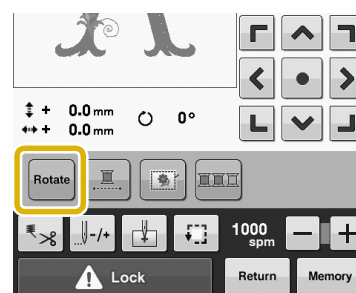 + 0.0 mm
+ 0.0 mm 0°
Rotate
-/+
1000
spm
- +
Lock
Return
Memory